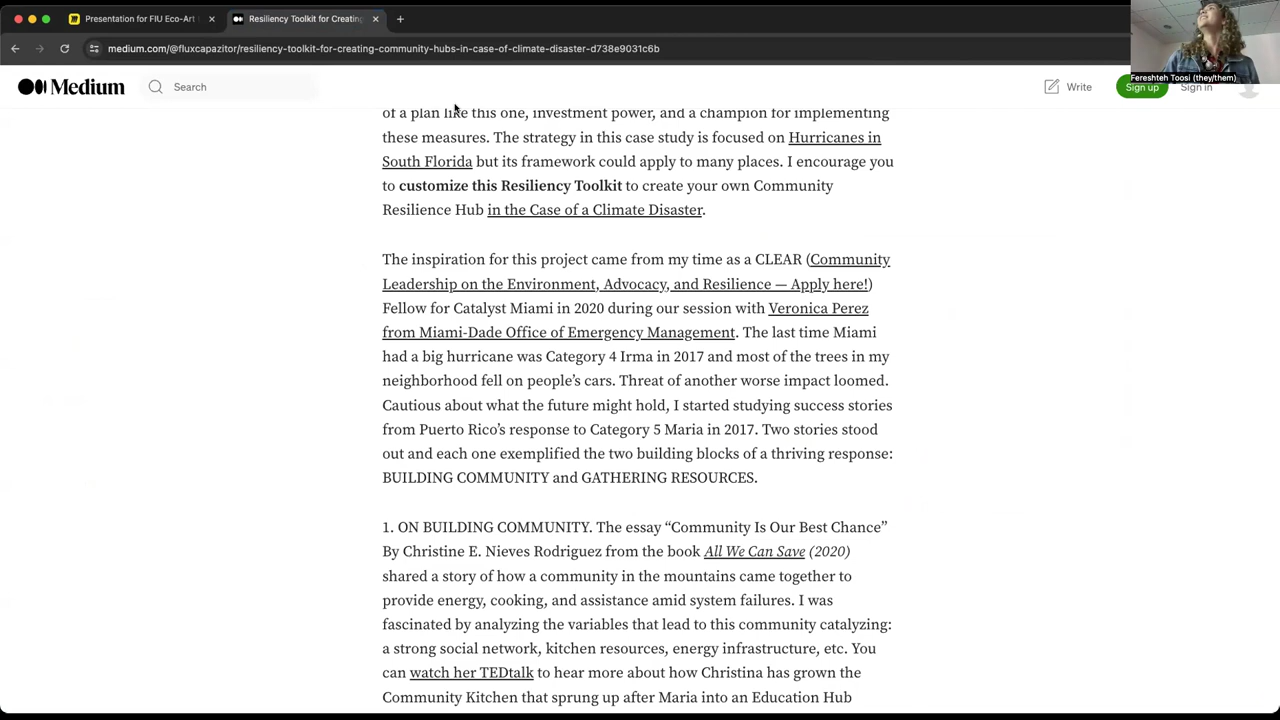 Presentation for FIU Eco-Art
Resiliency Toolkit for Creating
medium.com/@fluxcapazitor/resiliency-toolkit-for-creating-community-hubs-in-case-of-climate-disaster-d738e9031c6b
Fereshteh Toosi (they/them)
Medium
Search
Write
Sign up
Sign in
of a plan like this one, investment power, and a champion for implementing
these measures. The strategy in this case study is focused on Hurricanes in
South Florida but its framework could apply to many places. I encourage you
to customize this Resiliency Toolkit to create your own Community
Resilience Hub in the Case of a Climate Disaster.
The inspiration for this project came from my time as a CLEAR (Community
Leadership on the Environment, Advocacy, and Resilience — Apply here!)
Fellow for Catalyst Miami in 2020 during our session with Veronica Perez
from Miami-Dade Office of Emergency Management. The last time Miami
had a big hurricane was Category 4 Irma in 2017 and most of the trees in my
neighborhood fell on people’s cars. Threat of another worse impact loomed.
Cautious about what the future might hold, I started studying success stories
from Puerto Rico’s response to Category 5 Maria in 2017. Two stories stood
out and each one exemplified the two building blocks of a thriving response:
BUILDING COMMUNITY and GATHERING RESOURCES.
1. ON BUILDING COMMUNITY. The essay “Community Is Our Best Chance”
By Christine E. Nieves Rodriguez from the book All We Can Save (2020)
shared a story of how a community in the mountains came together to
provide energy, cooking, and assistance amid system failures. I was
fascinated by analyzing the variables that lead to this community catalyzing:
a strong social network, kitchen resources, energy infrastructure, etc. You
can watch her TEDtalk to hear more about how Christina has grown the
Community Kitchen that sprung up after Maria into an Education Hub